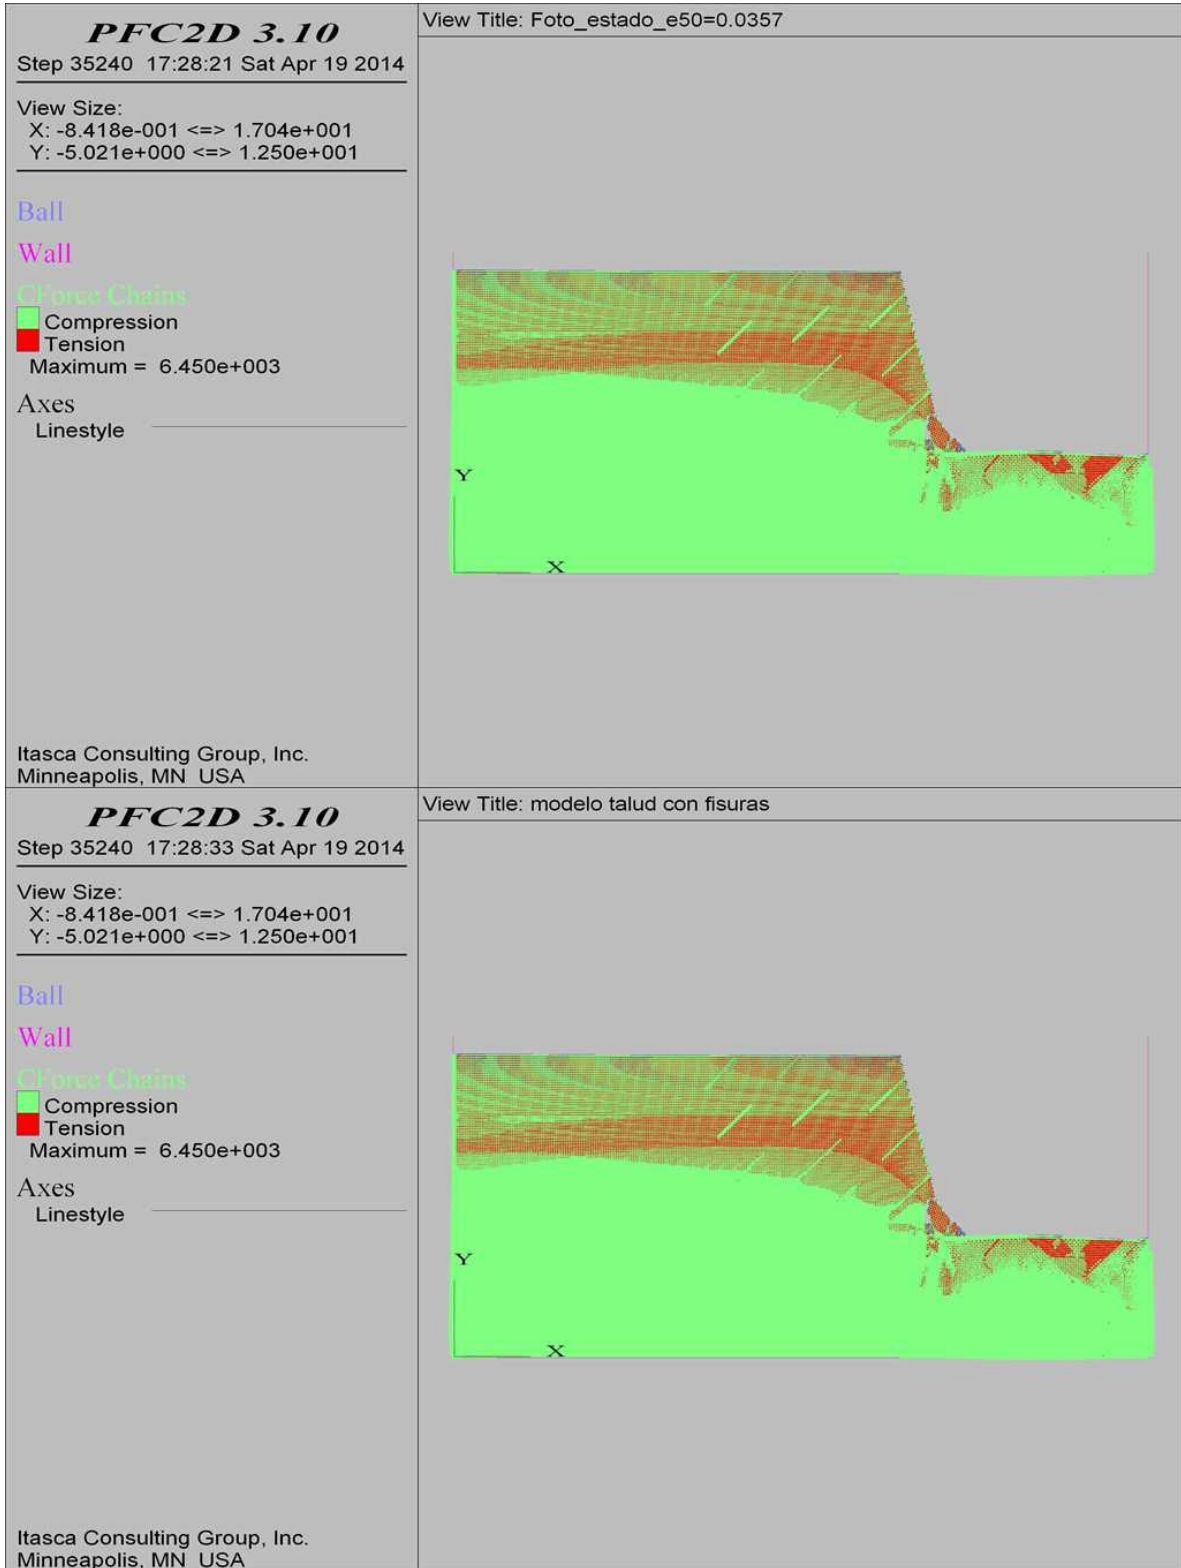 PFC2D 3.10
Step 35240 17:28:21 Sat Apr 19 2014
View Size:
X: -8.418e-001 <=> 1.704e+001
Y: -5.021e+000 <=> 1.250e+001
Ball
Wall
CForce Chains
Compression
Tension
Maximum = 6.450e+003
Axes
Linestyle
Itasca Consulting Group, Inc.
Minneapolis, MN USA
View Title: Foto_estado_e50=0.0357
Y
X
PFC2D 3.10
Step 35240 17:28:33 Sat Apr 19 2014
View Size:
X: -8.418e-001 <=> 1.704e+001
Y: -5.021e+000 <=> 1.250e+001
Ball
Wall
CForce Chains
Compression
Tension
Maximum = 6.450e+003
Axes
Linestyle
Itasca Consulting Group, Inc.
Minneapolis, MN USA
View Title: modelo talud con fisuras
Y
X